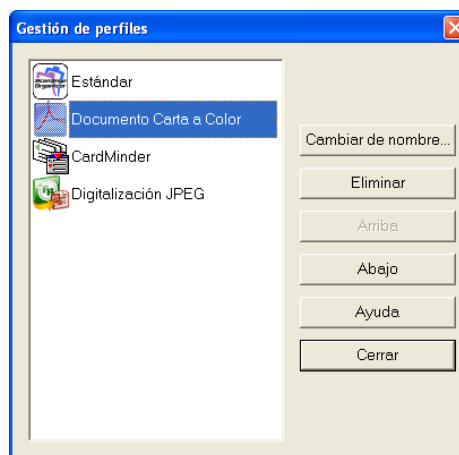 Gestión de perfiles
Estándar
Documento Carta a Color
CardMinder
Digitalización JPEG
Cambiar de nombre...
Eliminar
Arriba
Abajo
Ayuda
Cerrar